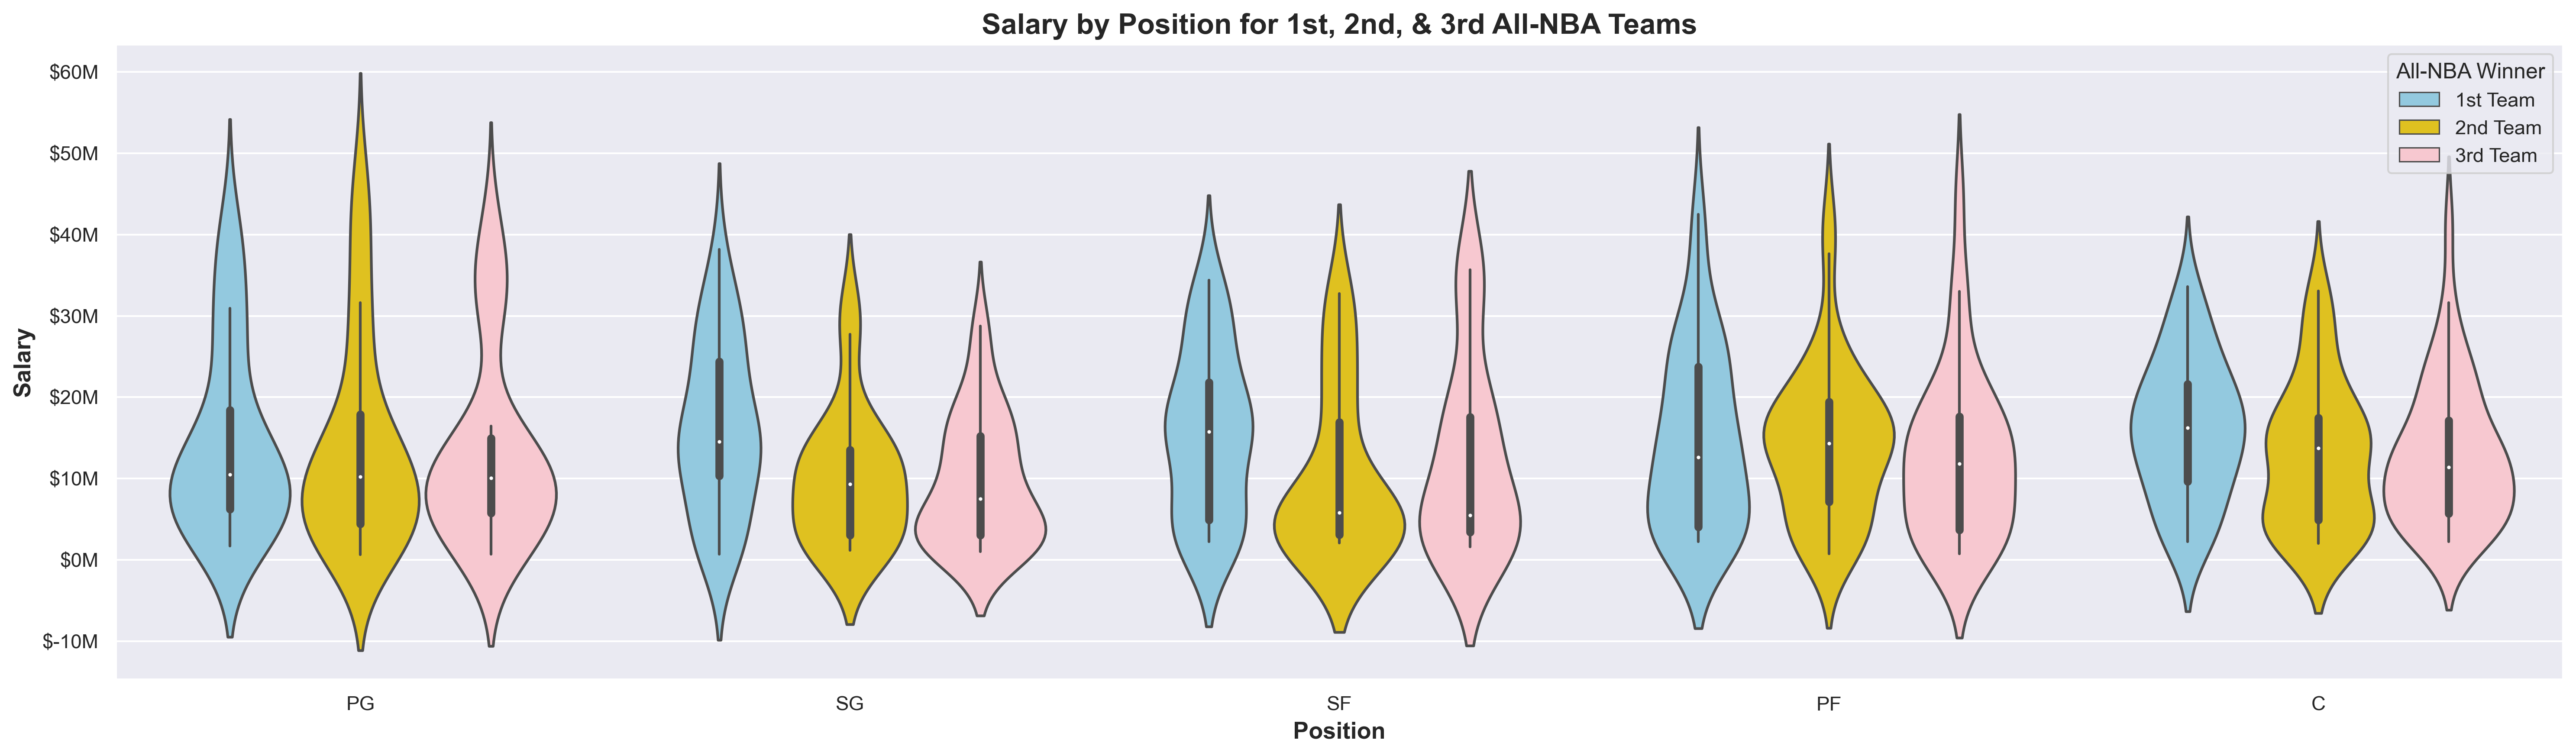 Salary by Position for 1st, 2nd, & 3rd All-NBA Teams
All-NBA Winner
1st Team
2nd Team
3rd Team
Salary
$60M
$50M
$40M
$30M
$20M
$10M
$0M
$-10M
PG
SG
SF
PF
C
Position